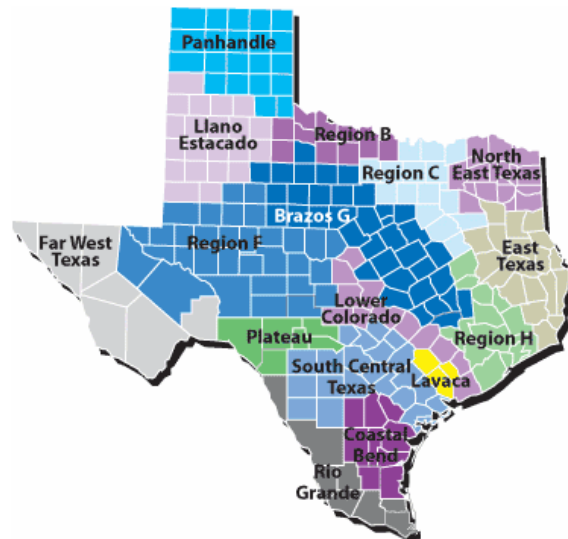 Panhandle
Llano
Estacado
Region B
Region C
North
East Texas
Brazos G
Far West
Texas
Region F
East
Texas
Lower
Colorado
Plateau
Region H
South Central
Texas
Lavaca
Coastal
Bend
Rio
Grande